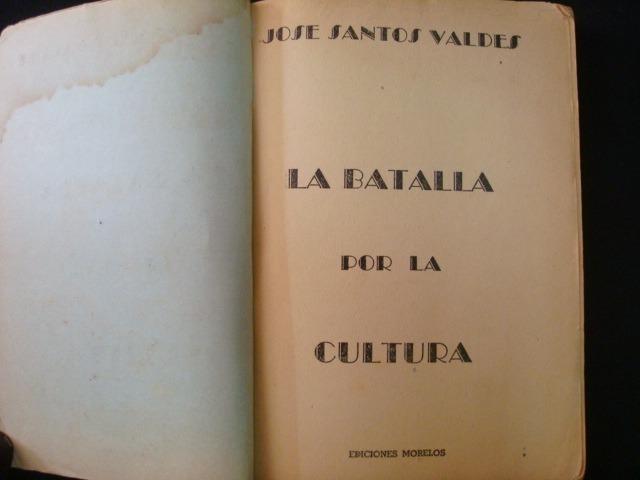 JOSE SANTOS VALDES
LA BATALLA
POR LA
CULTURA
EDICIONES MORELOS